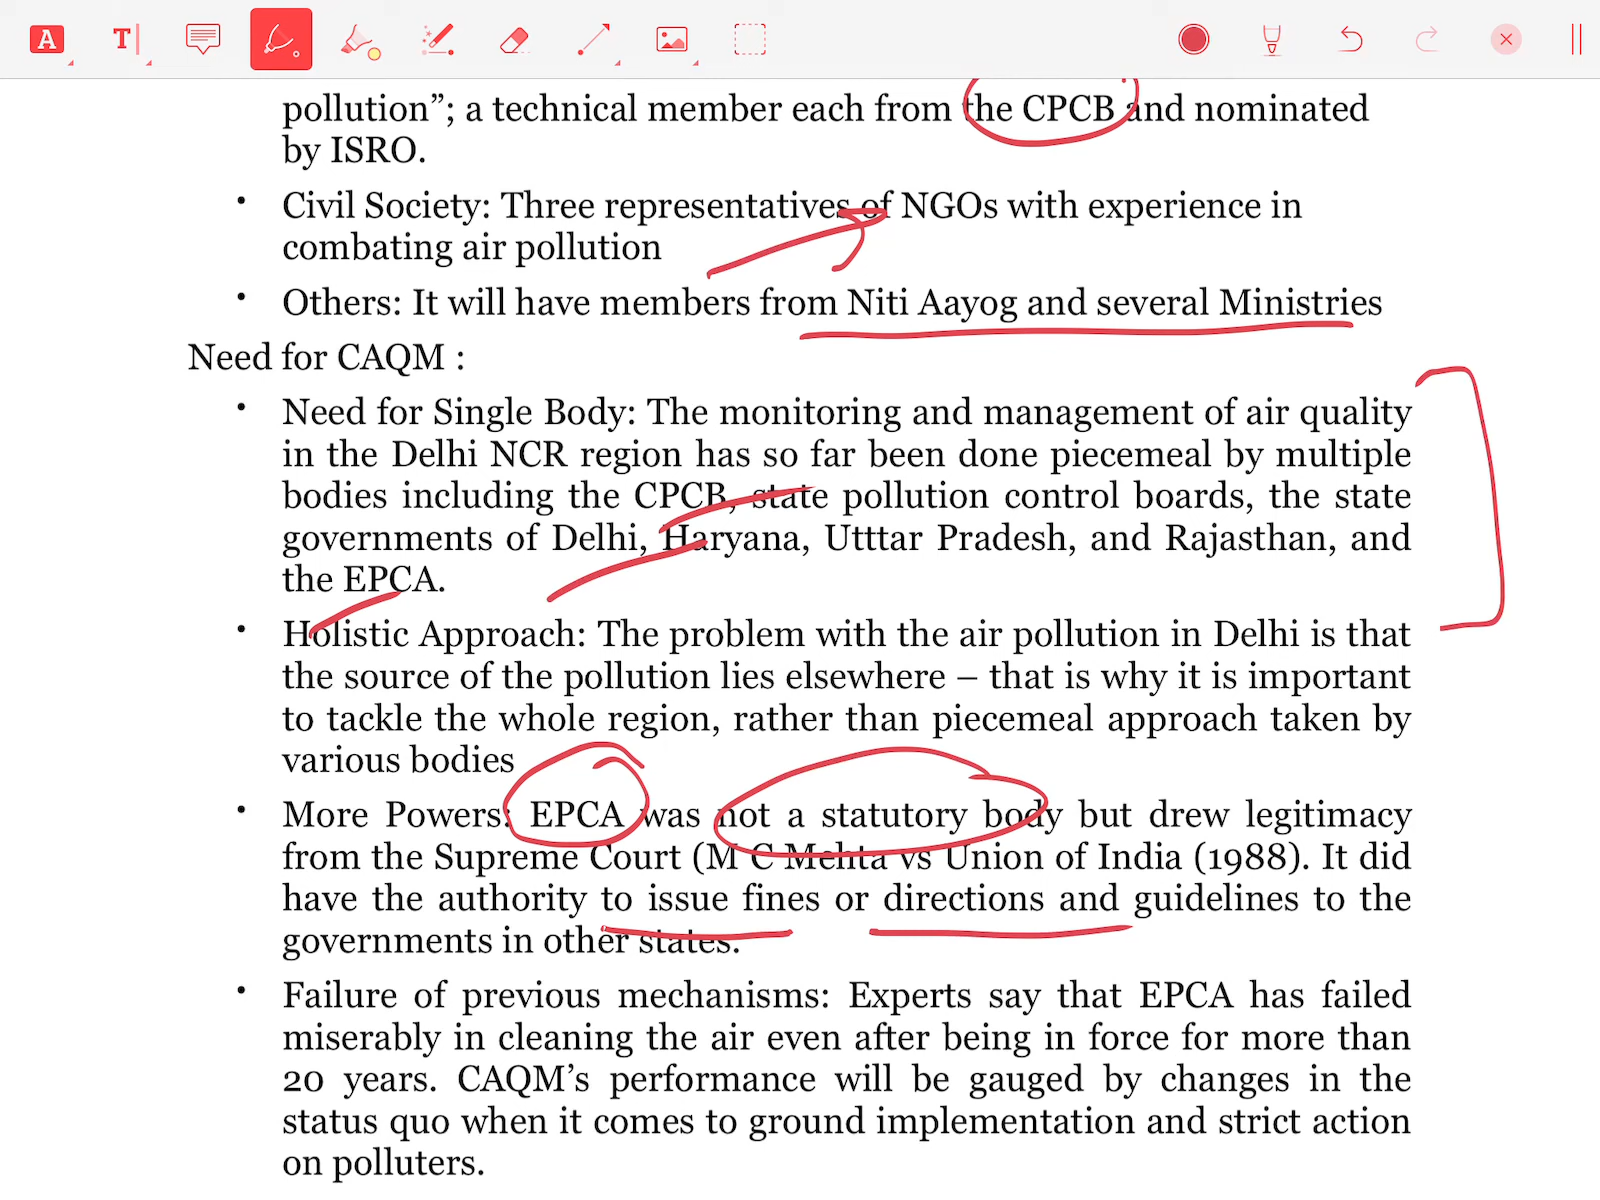 A
T
pollution”; a technical member each from the CPCB and nominated
by ISRO.
• Civil Society: Three representatives of NGOs with experience in
combating air pollution
• Others: It will have members from Niti Aayog and several Ministries
Need for CAQM :
• Need for Single Body: The monitoring and management of air quality
in the Delhi NCR region has so far been done piecemeal by multiple
bodies including the CPCB, state pollution control boards, the state
governments of Delhi, Haryana, Utttar Pradesh, and Rajasthan, and
the EPCA.
• Holistic Approach: The problem with the air pollution in Delhi is that
the source of the pollution lies elsewhere – that is why it is important
to tackle the whole region, rather than piecemeal approach taken by
various bodies
• More Powers: EPCA was not a statutory body but drew legitimacy
from the Supreme Court (M C Mehta vs Union of India (1988). It did
have the authority to issue fines or directions and guidelines to the
governments in other states.
• Failure of previous mechanisms: Experts say that EPCA has failed
miserably in cleaning the air even after being in force for more than
20 years. CAQM’s performance will be gauged by changes in the
status quo when it comes to ground implementation and strict action
on polluters.